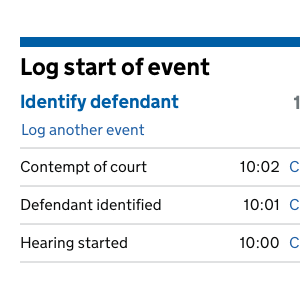 Log start of event
Identify defendant 1
Log another event
Contempt of court 10:02 C
Defendant identified 10:01 C
Hearing started 10:00 C